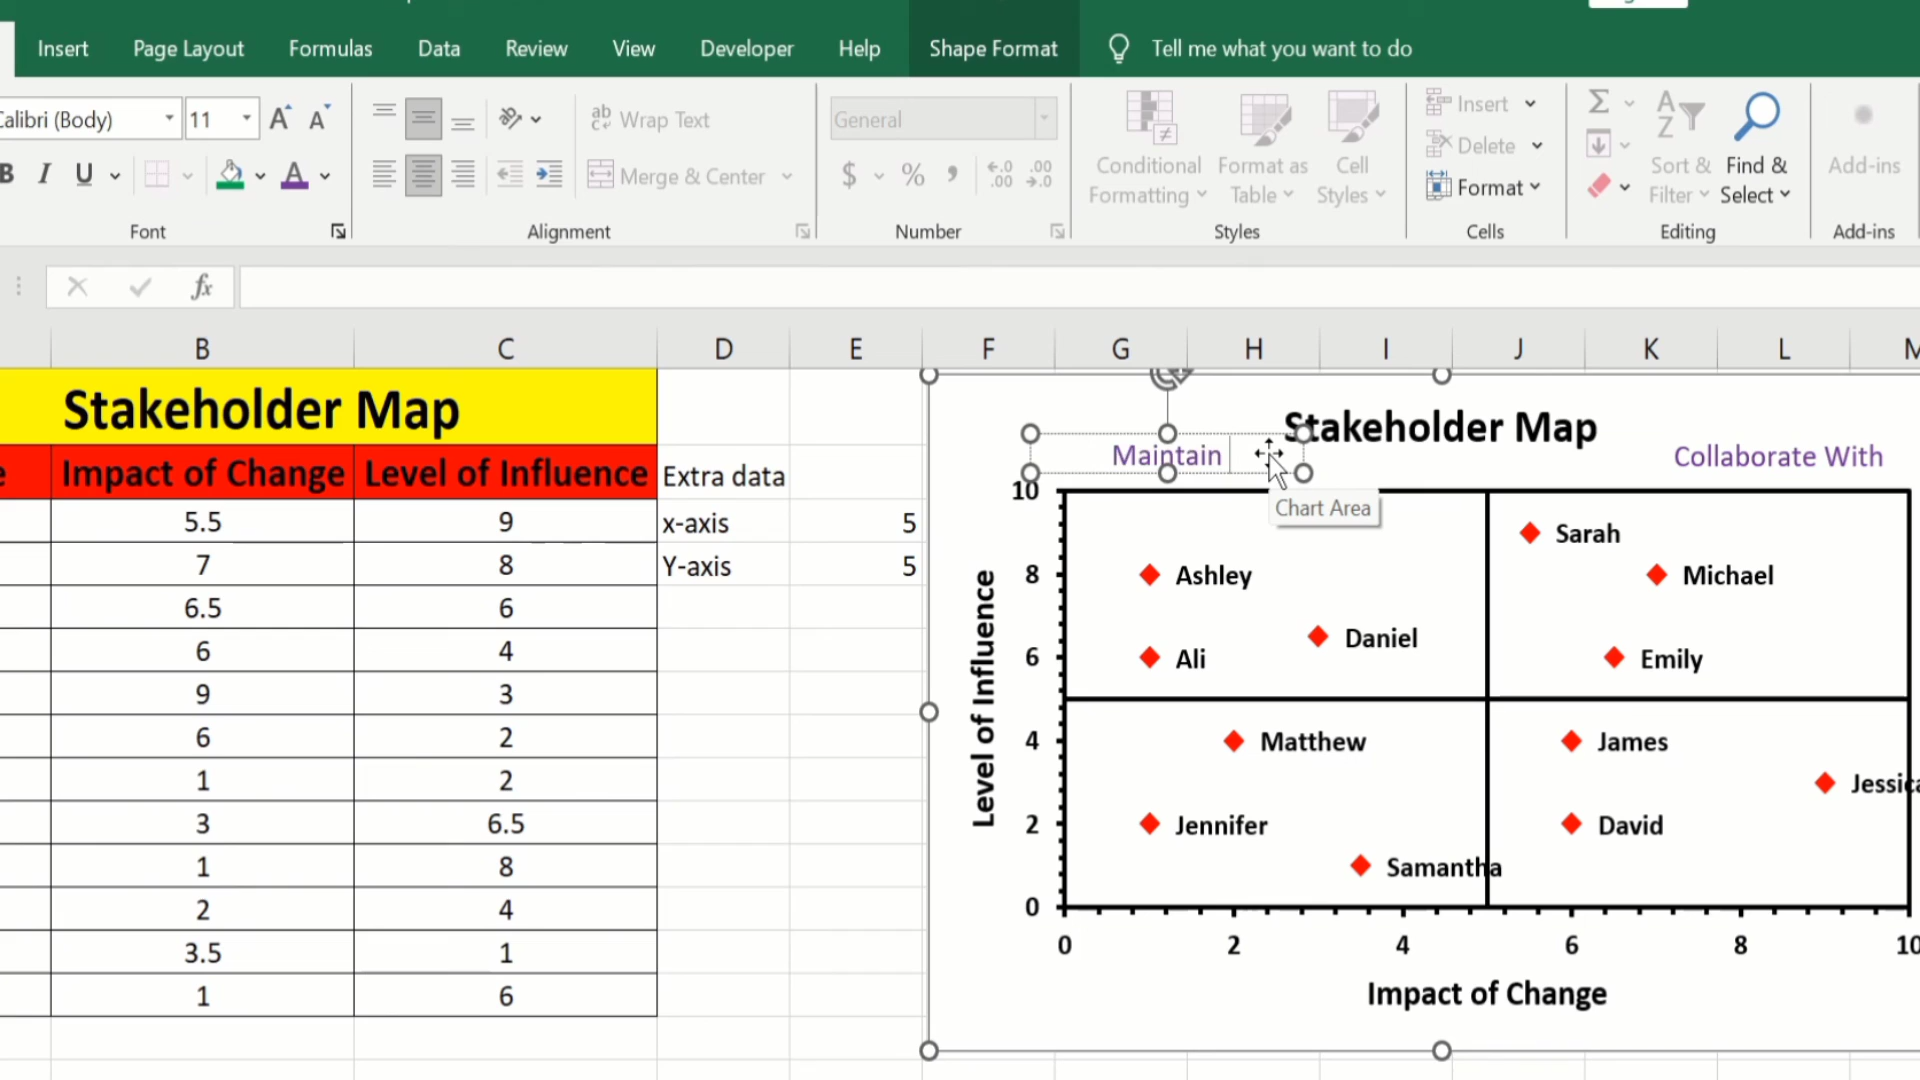 Insert Page Layout Formulas Data Review View Developer Help Shape Format Tell me what you want to do
Calibri (Body) 11 A A ab Wrap Text General Insert Σ A
Z
B I U A Merge & Center $ % , .00 .00 Delete
Conditional Formatting Format as Table Cell Styles Format Sort & Filter Find & Select Add-ins
Font Alignment Number Styles Cells Editing Add-ins
fx
B C D E F G H I J K L M
Stakeholder Map
Impact of Change Level of Influence Extra data
5.5 9 x-axis 5
7 8 Y-axis 5
6.5 6
6 4
9 3
6 2
1 2
3 6.5
1 8
2 4
3.5 1
1 6
Stakeholder Map
Maintain Collaborate With
Chart Area
Level of Influence
10
8
6
4
2
0
Sarah
Ashley Michael
Daniel
Ali Emily
Matthew James
Jessica
Jennifer David
Samantha
0 2 4 6 8 10
Impact of Change